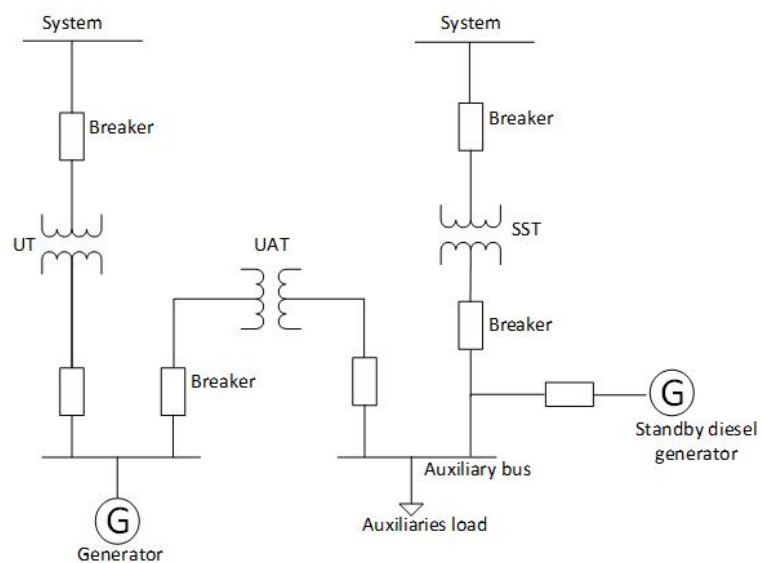 System
System
Breaker
Breaker
UT
UAT
SST
Breaker
Breaker
G
Standby diesel
generator
Auxiliary bus
G
Auxiliaries load
Generator